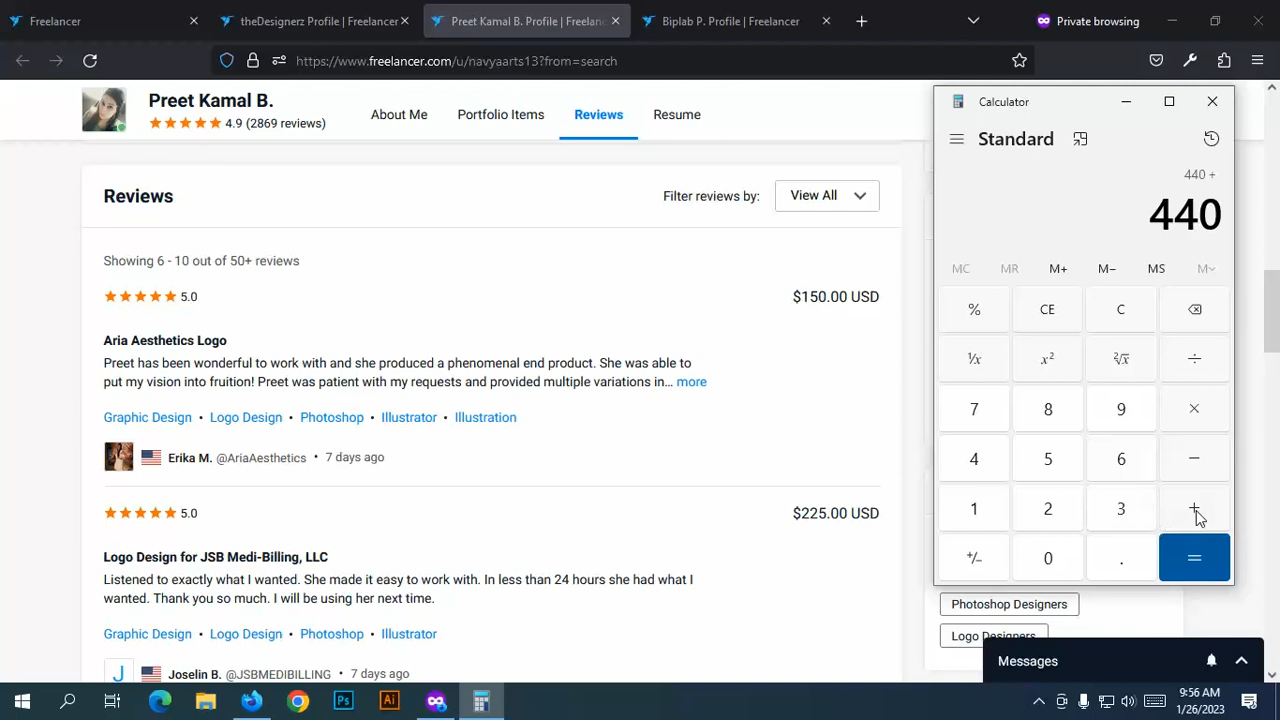 Freelancer
theDesignerz Profile | Freelancer
Preet Kamal B. Profile | Freelanc
Biplab P. Profile | Freelancer
Private browsing
https://www.freelancer.com/u/navyaarts13?from=search
Preet Kamal B.
4.9 (2869 reviews)
About Me
Portfolio Items
Reviews
Resume
Reviews
Filter reviews by:
View All
Showing 6 - 10 out of 50+ reviews
5.0
$150.00 USD
Aria Aesthetics Logo
Preet has been wonderful to work with and she produced a phenomenal end product. She was able to
put my vision into fruition! Preet was patient with my requests and provided multiple variations in... more
Graphic Design • Logo Design • Photoshop • Illustrator • Illustration
Erika M. @AriaAesthetics • 7 days ago
5.0
$225.00 USD
Logo Design for JSB Medi-Billing, LLC
Listened to exactly what I wanted. She made it easy to work with. In less than 24 hours she had what I
wanted. Thank you so much. I will be using her next time.
Graphic Design • Logo Design • Photoshop • Illustrator
J
Joselin B. @JSBMEDIBILLING • 7 days ago
Calculator
Standard
440 +
440
MC MR M+ M− MS M
% CE C
¹/x x² ²√x ÷
7 8 9 ×
4 5 6 −
1 2 3 +
+/− 0 . =
Photoshop Designers
Logo Designers
Messages
Ps
Ai
9:56 AM
1/26/2023